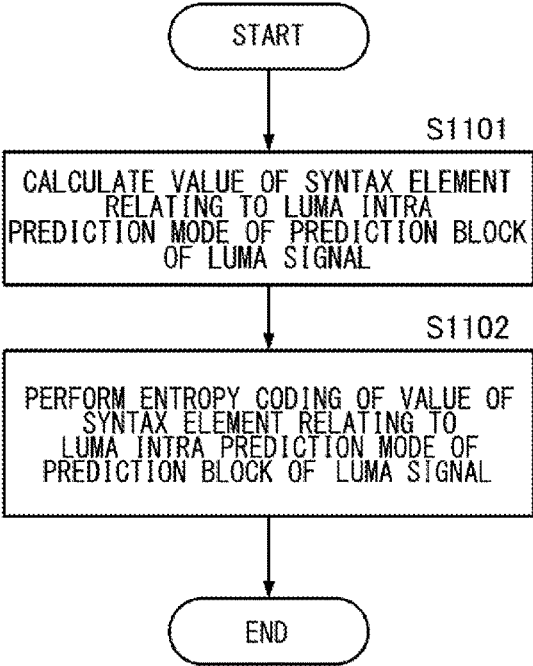 START
S1101
CALCULATE VALUE OF SYNTAX ELEMENT
RELATING TO LUMA INTRA
PREDICTION MODE OF PREDICTION BLOCK
OF LUMA SIGNAL
S1102
PERFORM ENTROPY CODING OF VALUE OF
SYNTAX ELEMENT RELATING TO
LUMA INTRA PREDICTION MODE OF
PREDICTION BLOCK OF LUMA SIGNAL
END